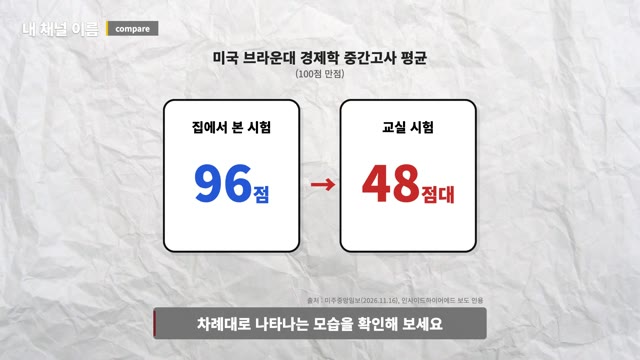 내 채널 이름
compare
미국 브라운대 경제학 중간고사 평균
(100점 만점)
집에서 본 시험
96점
→
교실 시험
48점대
출처 : 미주중앙일보(2026.11.16), 인사이드하이어에드 보도 인용
차례대로 나타나는 모습을 확인해 보세요